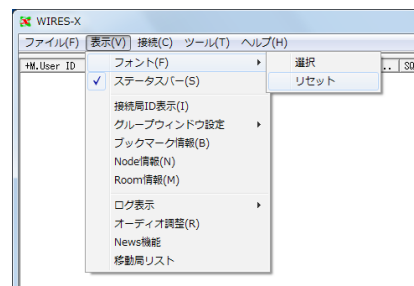 WIRES-X
ファイル(F) 表示(V) 接続(C) ツール(T) ヘルプ(H)
+M.User ID
.. SQ
フォント(F)
選択
リセット
ステータスバー(S)
接続局ID表示(I)
グループウィンドウ設定
ブックマーク情報(B)
Node情報(N)
Room情報(M)
ログ表示
オーディオ調整(R)
News機能
移動局リスト